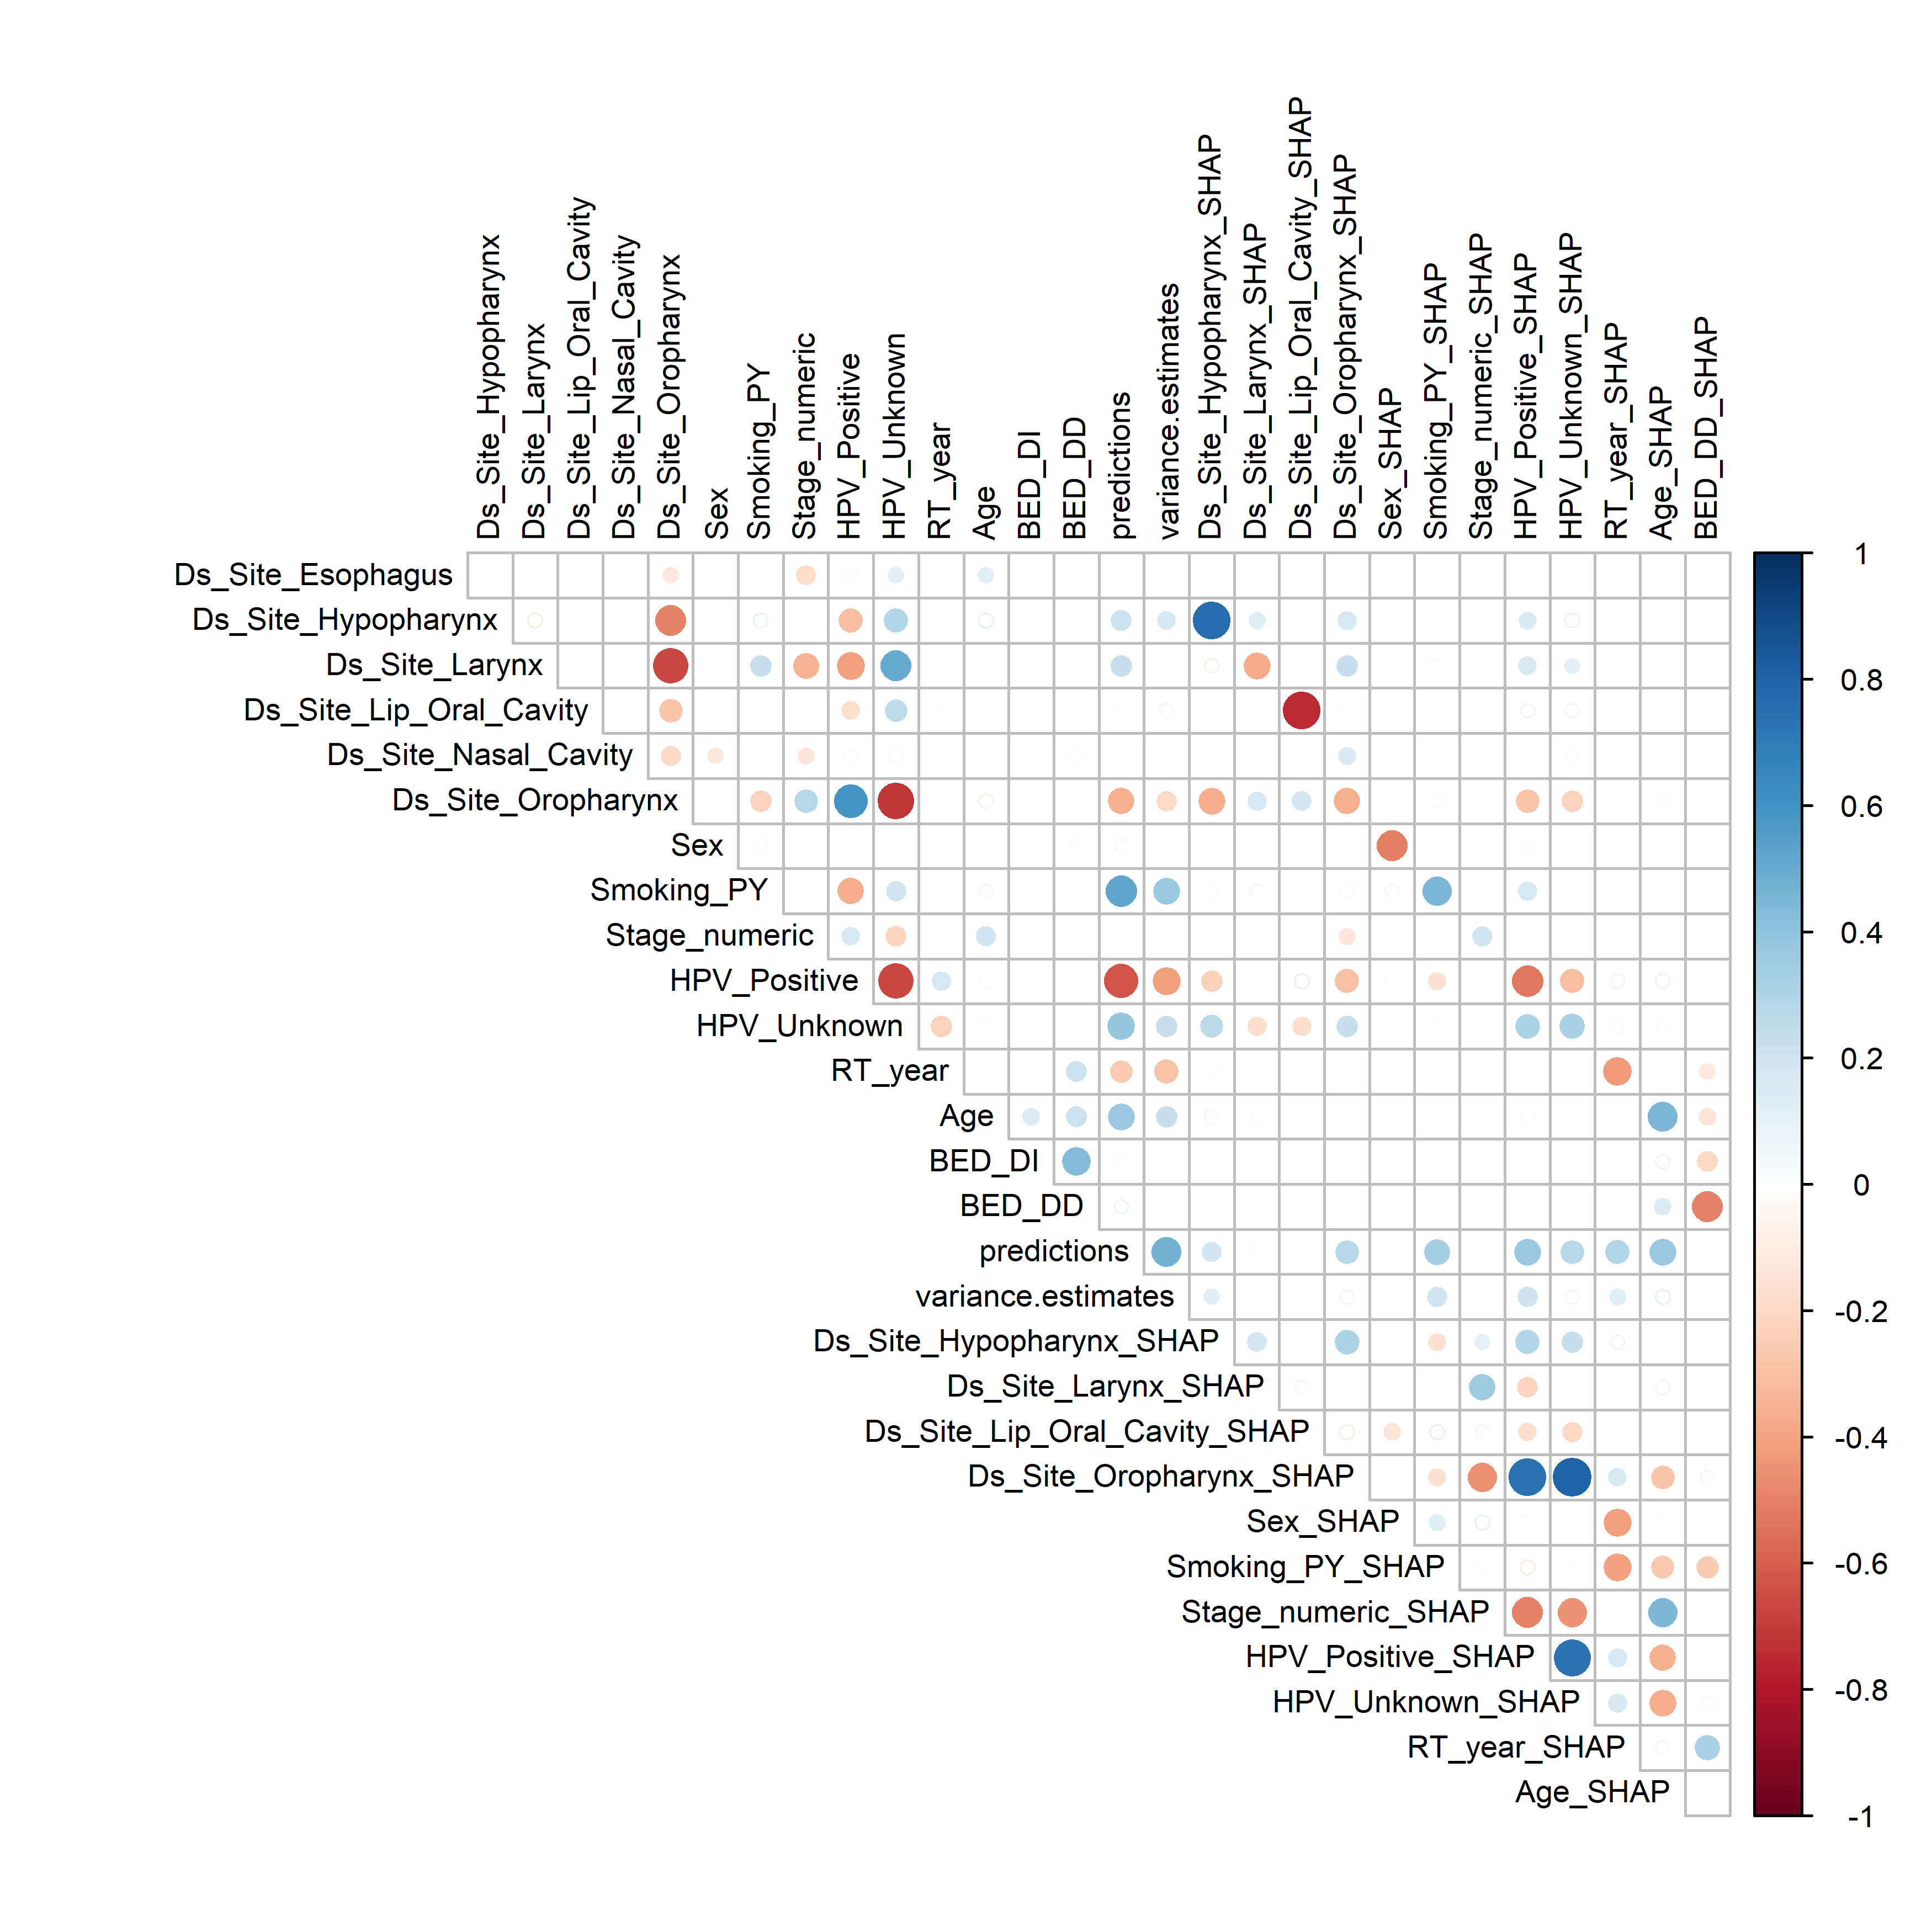 Ds_Site_Hypopharynx
Ds_Site_Larynx
Ds_Site_Lip_Oral_Cavity
Ds_Site_Nasal_Cavity
Ds_Site_Oropharynx
Sex
Smoking_PY
Stage_numeric
HPV_Positive
HPV_Unknown
RT_year
Age
BED_DI
BED_DD
predictions
variance.estimates
Ds_Site_Hypopharynx_SHAP
Ds_Site_Larynx_SHAP
Ds_Site_Lip_Oral_Cavity_SHAP
Ds_Site_Oropharynx_SHAP
Sex_SHAP
Smoking_PY_SHAP
Stage_numeric_SHAP
HPV_Positive_SHAP
HPV_Unknown_SHAP
RT_year_SHAP
Age_SHAP
BED_DD_SHAP
Ds_Site_Esophagus
Ds_Site_Hypopharynx
Ds_Site_Larynx
Ds_Site_Lip_Oral_Cavity
Ds_Site_Nasal_Cavity
Ds_Site_Oropharynx
Sex
Smoking_PY
Stage_numeric
HPV_Positive
HPV_Unknown
RT_year
Age
BED_DI
BED_DD
predictions
variance.estimates
Ds_Site_Hypopharynx_SHAP
Ds_Site_Larynx_SHAP
Ds_Site_Lip_Oral_Cavity_SHAP
Ds_Site_Oropharynx_SHAP
Sex_SHAP
Smoking_PY_SHAP
Stage_numeric_SHAP
HPV_Positive_SHAP
HPV_Unknown_SHAP
RT_year_SHAP
Age_SHAP
1
0.8
0.6
0.4
0.2
0
-0.2
-0.4
-0.6
-0.8
-1